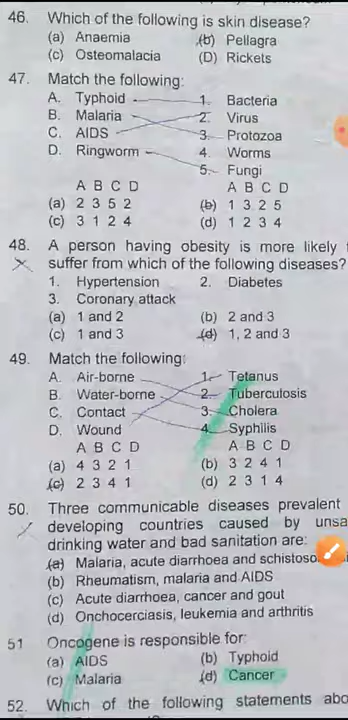 46. Which of the following is skin disease?
(a) Anaemia (b) Pellagra
(c) Osteomalacia (D) Rickets
47. Match the following:
A. Typhoid 1. Bacteria
B. Malaria 2. Virus
C. AIDS 3. Protozoa
D. Ringworm 4. Worms
5. Fungi
A B C D A B C D
(a) 2 3 5 2 (b) 1 3 2 5
(c) 3 1 2 4 (d) 1 2 3 4
48. A person having obesity is more likely
suffer from which of the following diseases?
1. Hypertension 2. Diabetes
3. Coronary attack
(a) 1 and 2 (b) 2 and 3
(c) 1 and 3 (d) 1, 2 and 3
49. Match the following:
A. Air-borne 1. Tetanus
B. Water-borne 2. Tuberculosis
C. Contact 3. Cholera
D. Wound 4. Syphilis
A B C D A B C D
(a) 4 3 2 1 (b) 3 2 4 1
(c) 2 3 4 1 (d) 2 3 1 4
50. Three communicable diseases prevalent
developing countries caused by unsa
drinking water and bad sanitation are:
(a) Malaria, acute diarrhoea and schistoso
(b) Rheumatism, malaria and AIDS
(c) Acute diarrhoea, cancer and gout
(d) Onchocerciasis, leukemia and arthritis
51 Oncogene is responsible for:
(a) AIDS (b) Typhoid
(c) Malaria (d) Cancer
52. Which of the following statements abo